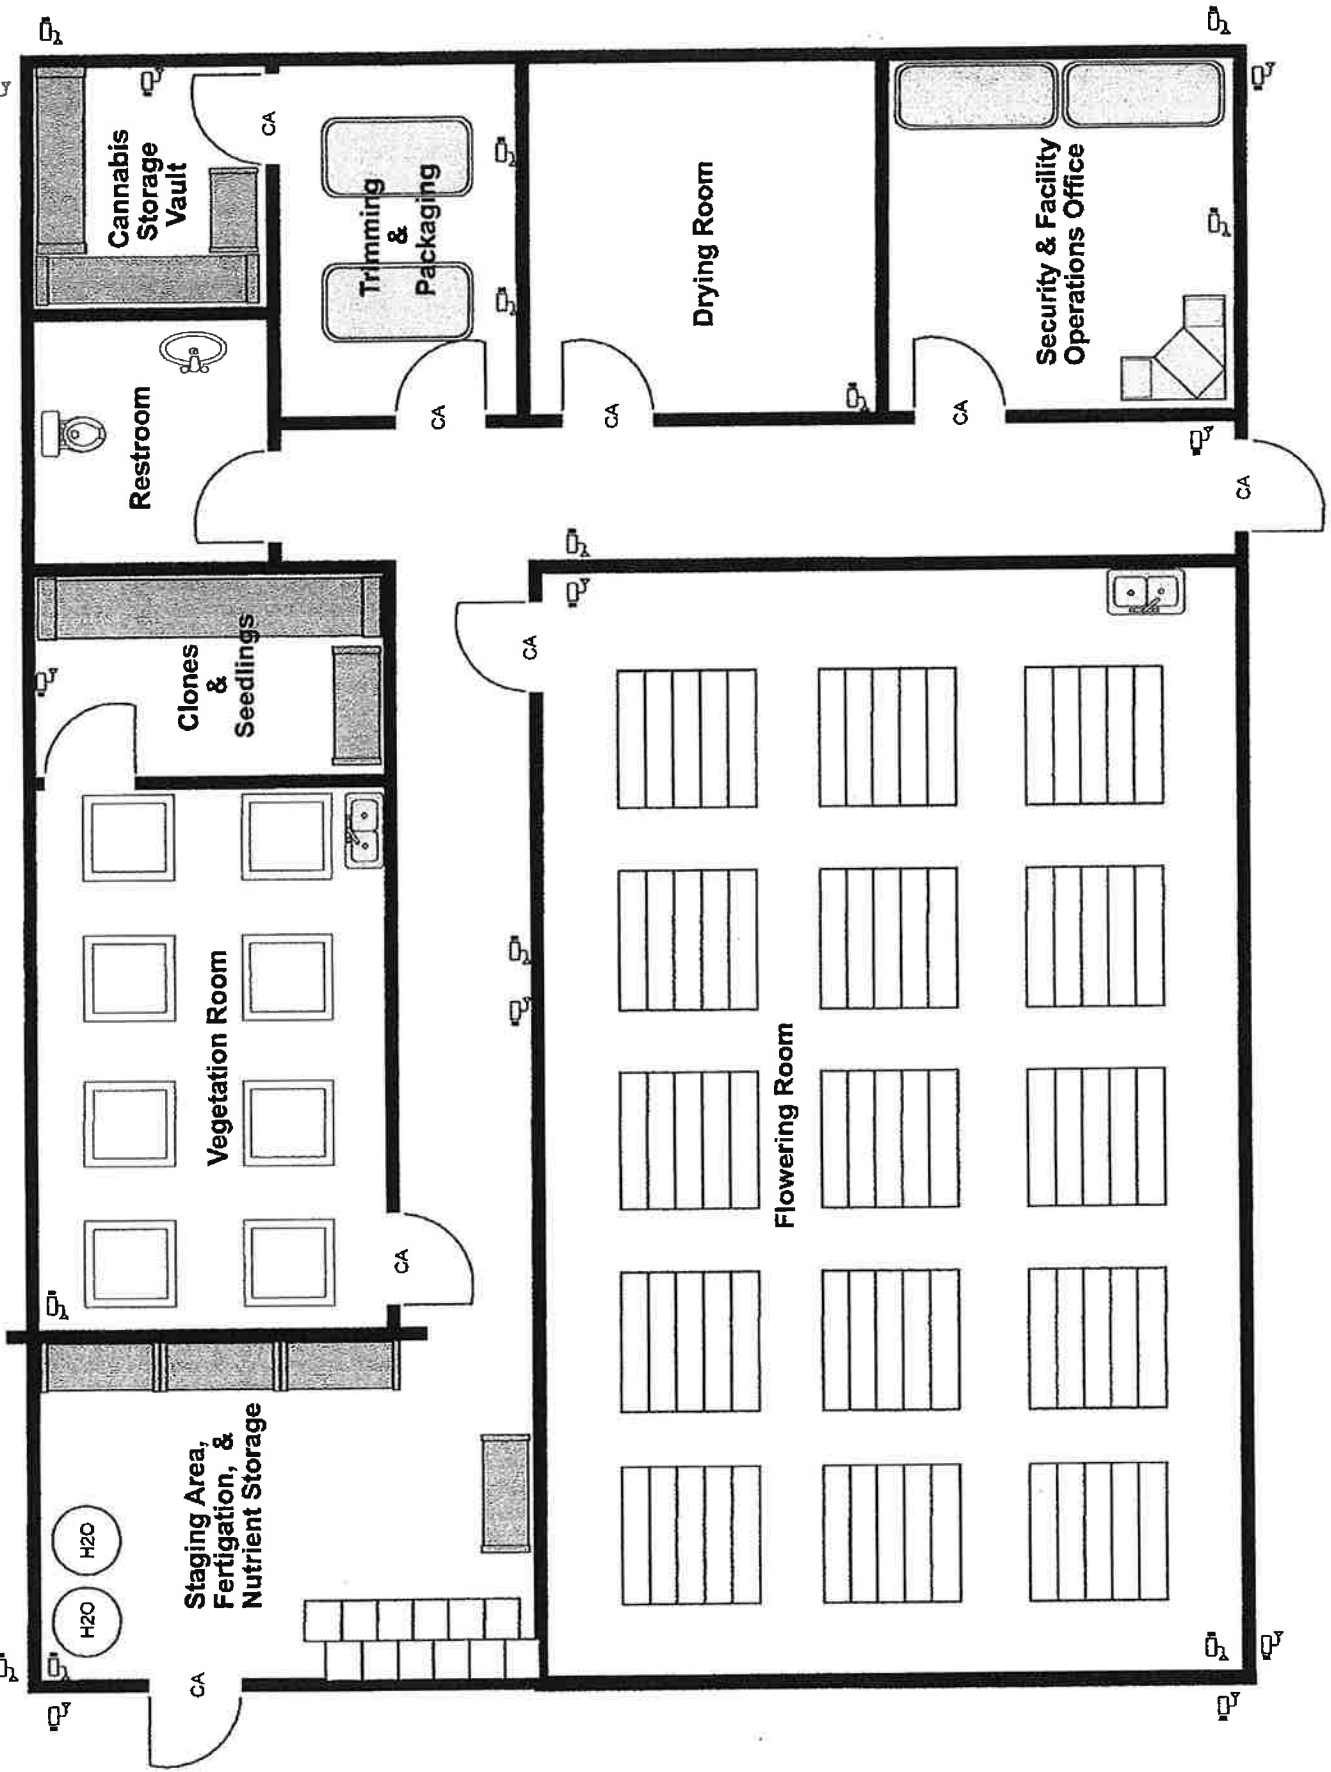 Cannabis
Storage
Vault
CA
Trimming
&
Packaging
CA
Drying Room
CA
Security & Facility
Operations Office
CA
Restroom
CA
Clones
&
Seedlings
CA
Vegetation Room
CA
Flowering Room
Staging Area,
Fertigation, &
Nutrient Storage
H2O
H2O
CA